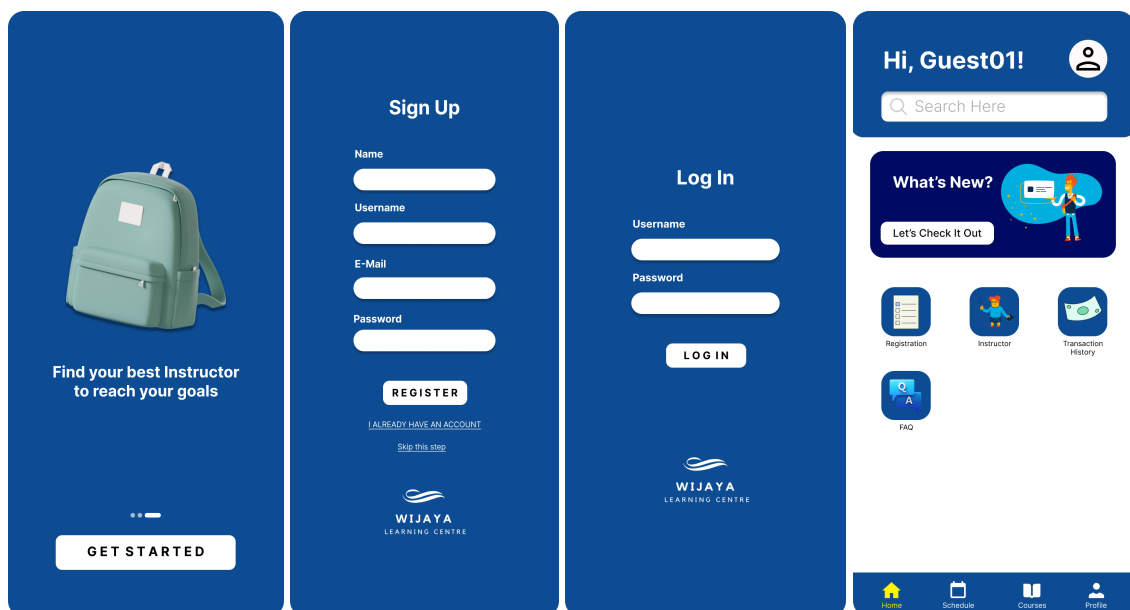 Find your best Instructor
to reach your goals
GET STARTED
Sign Up
Name
Username
E-Mail
Password
REGISTER
I ALREADY HAVE AN ACCOUNT
Skip this step
WIJAYA
LEARNING CENTRE
Log In
Username
Password
LOG IN
WIJAYA
LEARNING CENTRE
Hi, Guest01!
Search Here
What's New?
Let's Check It Out
Registration
Instructor
Transaction
History
Q
A
FAQ
Home
Schedule
Courses
Profile